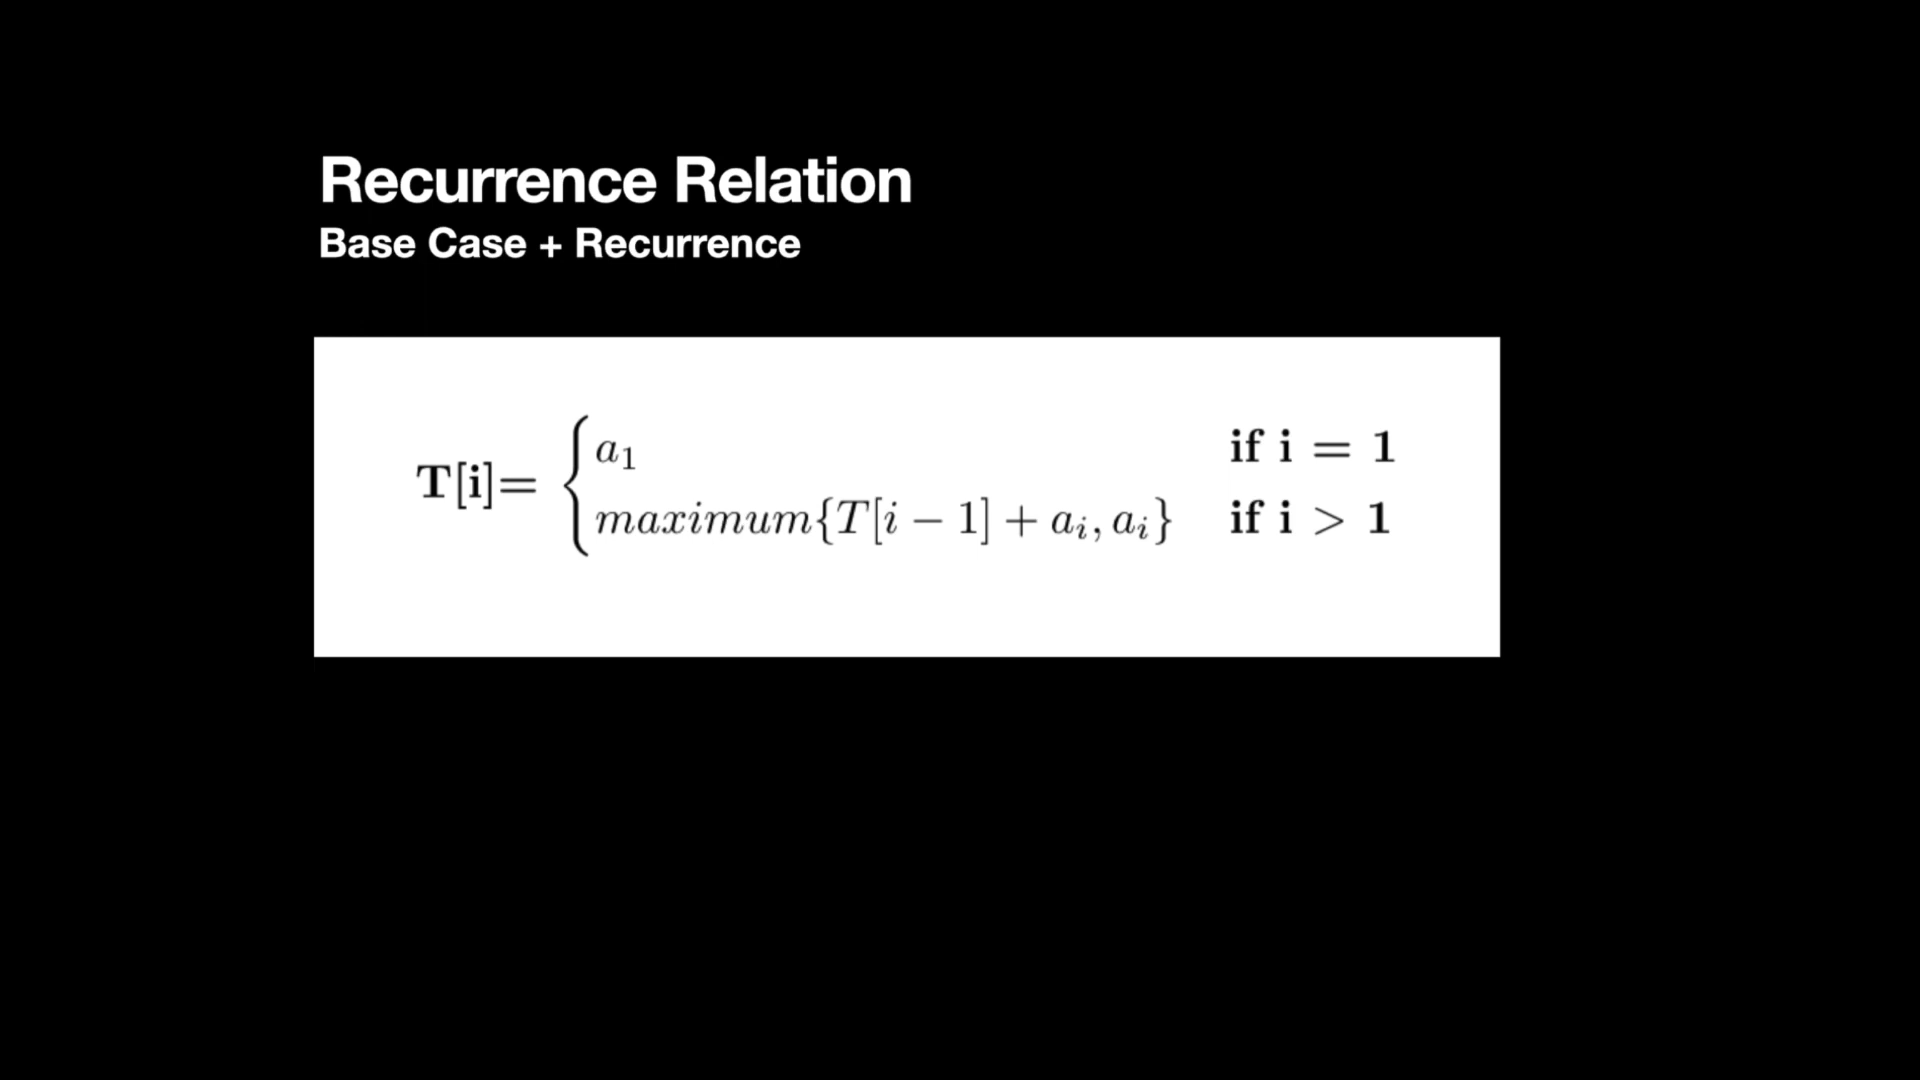 Recurrence Relation
Base Case + Recurrence
T[i]= { a₁ if i = 1
maximum{T[i − 1] + aᵢ, aᵢ} if i > 1